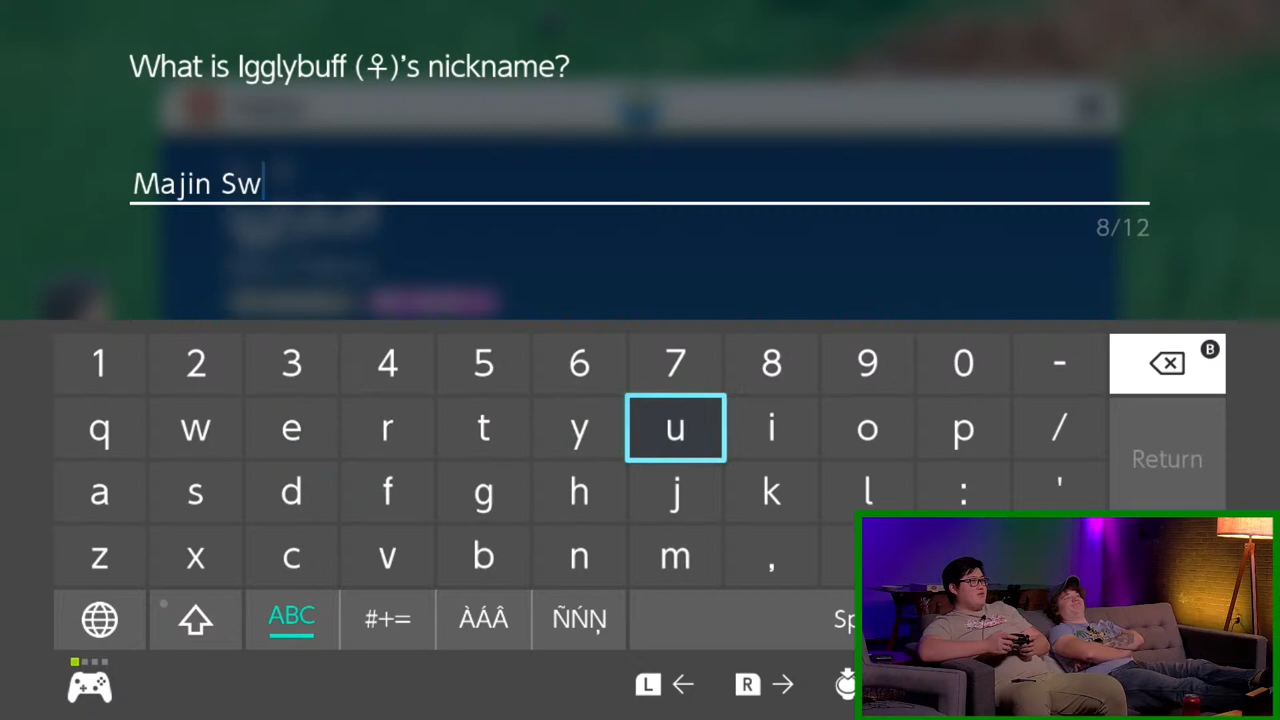 What is Igglybuff (♀)'s nickname?
Majin Sw
8/12
1 2 3 4 5 6 7 8 9 0 - B
q w e r t y u i o p /
Return
a s d f g h j k l : '
z x c v b n m ,
ABC #+= ÀÁÂ ÑŃŅ Sp
L ← R →